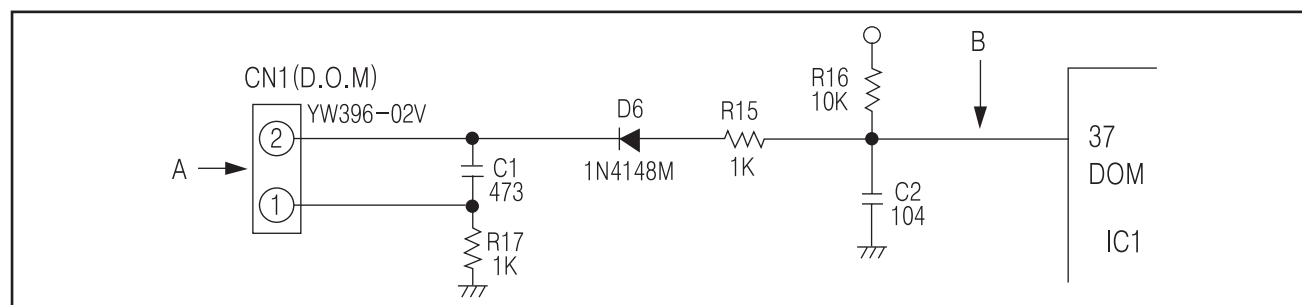 CN1(D.O.M)
YW396-02V
A
2
1
C1
473
R17
1K
D6
1N4148M
R15
1K
R16
10K
C2
104
B
37
DOM
IC1